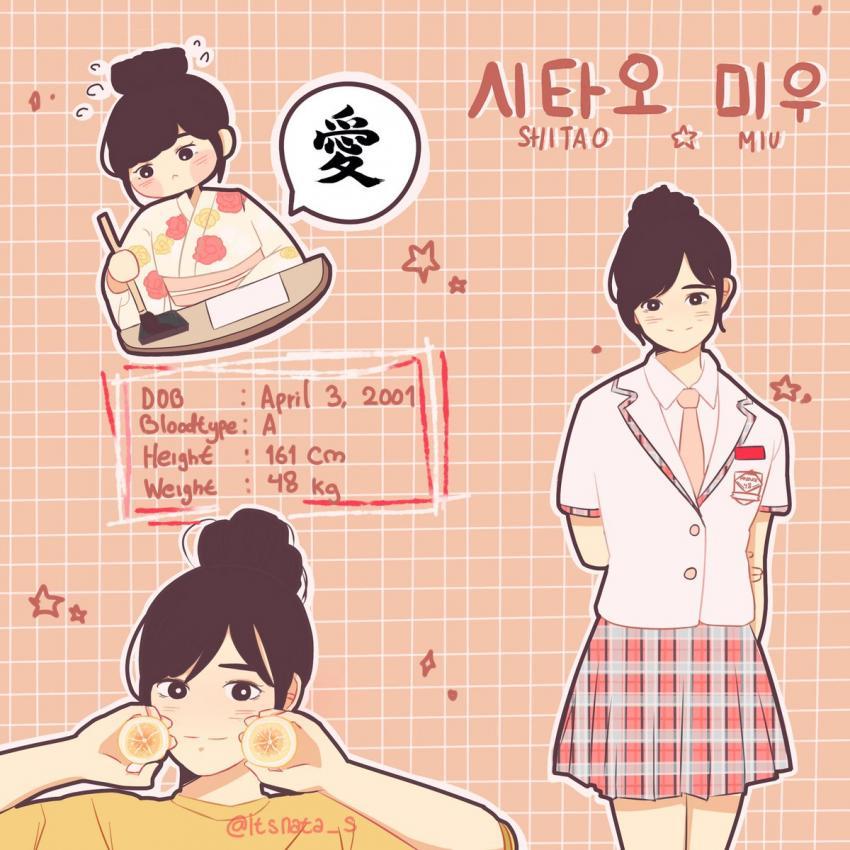 시타오 미우
SHITAO MIU
愛
DOB : April 3, 2001
Bloodtype : A
Height : 161 cm
Weight : 48 kg
@itsnata_s